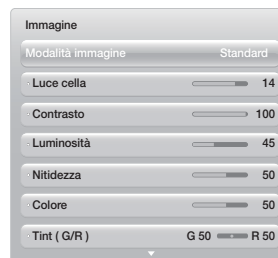 Immagine
Modalità immagine Standard
Luce cella 14
Contrasto 100
Luminosità 45
Nitidezza 50
Colore 50
Tint ( G/R ) G 50 R 50